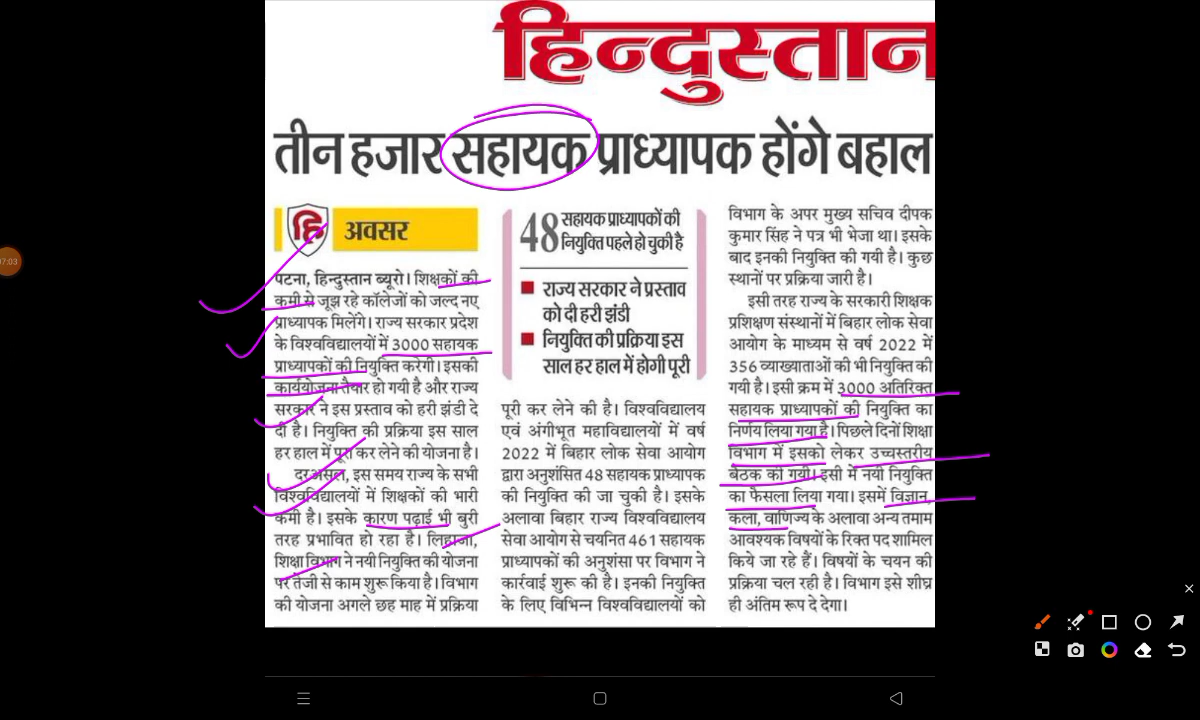 हिन्दुस्तान
तीन हजार सहायक प्राध्यापक होंगे बहाल
हि
अवसर
पटना, हिन्दुस्तान ब्यूरो। शिक्षकों की
कमी से जूझ रहे कॉलेजों को जल्द नए
प्राध्यापक मिलेंगे। राज्य सरकार प्रदेश
के विश्वविद्यालयों में 3000 सहायक
प्राध्यापकों की नियुक्ति करेगी। इसकी
कार्ययोजना तैयार हो गयी है और राज्य
सरकार ने इस प्रस्ताव को हरी झंडी दे
दी है। नियुक्ति की प्रक्रिया इस साल
हर हाल में पूरा कर लेने की योजना है।
दरअसल, इस समय राज्य के सभी
विश्वविद्यालयों में शिक्षकों की भारी
कमी है। इसके कारण पढ़ाई भी बुरी
तरह प्रभावित हो रहा है। लिहाजा,
शिक्षा विभाग ने नयी नियुक्ति की योजना
पर तेजी से काम शुरू किया है। विभाग
की योजना अगले छह माह में प्रक्रिया
48 सहायक प्राध्यापकों की
नियुक्ति पहले हो चुकी है
राज्य सरकार ने प्रस्ताव
को दी हरी झंडी
नियुक्ति की प्रक्रिया इस
साल हर हाल में होगी पूरी
पूरी कर लेने की है। विश्वविद्यालय
एवं अंगीभूत महाविद्यालयों में वर्ष
2022 में बिहार लोक सेवा आयोग
द्वारा अनुशंसित 48 सहायक प्राध्यापक
की नियुक्ति की जा चुकी है। इसके
अलावा बिहार राज्य विश्वविद्यालय
सेवा आयोग से चयनित 461 सहायक
प्राध्यापकों की अनुशंसा पर विभाग ने
कार्रवाई शुरू की है। इनकी नियुक्ति
के लिए विभिन्न विश्वविद्यालयों को
विभाग के अपर मुख्य सचिव दीपक
कुमार सिंह ने पत्र भी भेजा था। इसके
बाद इनकी नियुक्ति की गयी है। कुछ
स्थानों पर प्रक्रिया जारी है।
इसी तरह राज्य के सरकारी शिक्षक
प्रशिक्षण संस्थानों में बिहार लोक सेवा
आयोग के माध्यम से वर्ष 2022 में
356 व्याख्याताओं की भी नियुक्ति की
गयी है। इसी क्रम में 3000 अतिरिक्त
सहायक प्राध्यापकों की नियुक्ति का
निर्णय लिया गया है। पिछले दिनों शिक्षा
विभाग में इसको लेकर उच्चस्तरीय
बैठक की गयी। इसी में नयी नियुक्ति
का फैसला लिया गया। इसमें विज्ञान,
कला, वाणिज्य के अलावा अन्य तमाम
आवश्यक विषयों के रिक्त पद शामिल
किये जा रहे हैं। विषयों के चयन की
प्रक्रिया चल रही है। विभाग इसे शीघ्र
ही अंतिम रूप दे देगा।
07:03